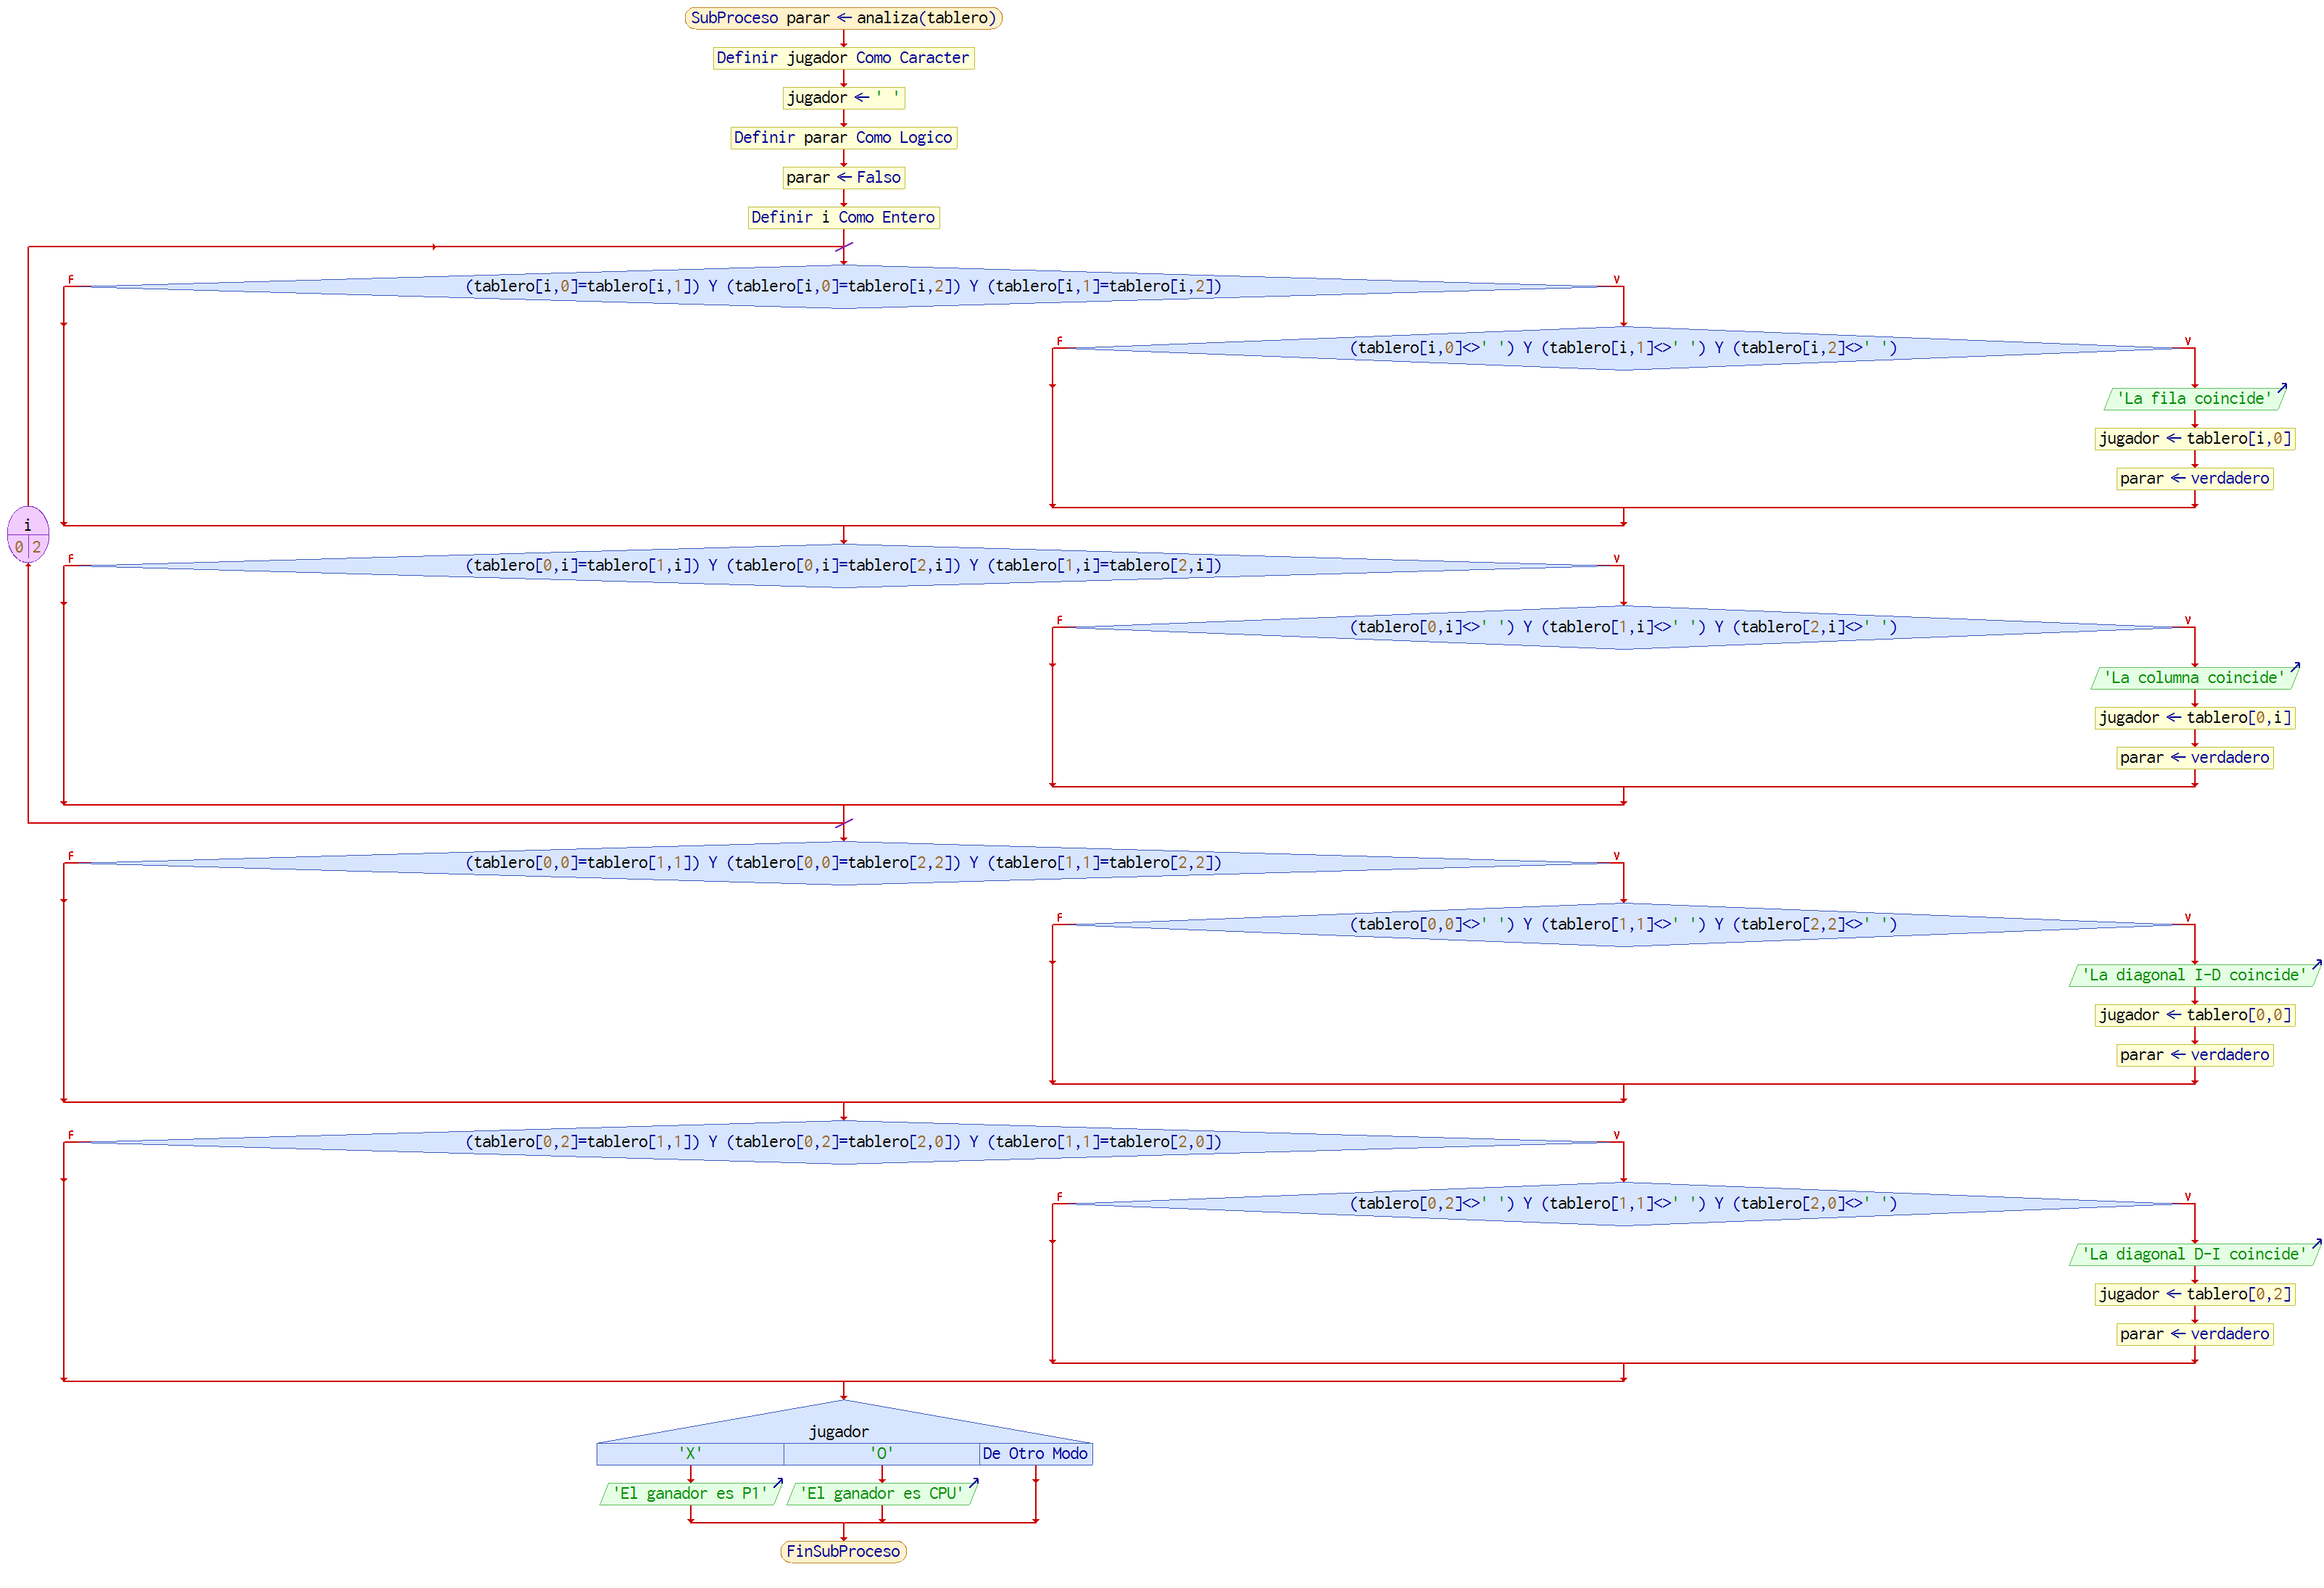 SubProceso parar ← analiza(tablero)
Definir jugador Como Caracter
jugador ← ' '
Definir parar Como Logico
parar ← Falso
Definir i Como Entero
F
V
(tablero[i,0]=tablero[i,1]) Y (tablero[i,0]=tablero[i,2]) Y (tablero[i,1]=tablero[i,2])
F
V
(tablero[i,0]<>' ') Y (tablero[i,1]<>' ') Y (tablero[i,2]<>' ')
'La fila coincide'
jugador ← tablero[i,0]
parar ← verdadero
i
0 2
F
V
(tablero[0,i]=tablero[1,i]) Y (tablero[0,i]=tablero[2,i]) Y (tablero[1,i]=tablero[2,i])
F
V
(tablero[0,i]<>' ') Y (tablero[1,i]<>' ') Y (tablero[2,i]<>' ')
'La columna coincide'
jugador ← tablero[0,i]
parar ← verdadero
F
V
(tablero[0,0]=tablero[1,1]) Y (tablero[0,0]=tablero[2,2]) Y (tablero[1,1]=tablero[2,2])
F
V
(tablero[0,0]<>' ') Y (tablero[1,1]<>' ') Y (tablero[2,2]<>' ')
'La diagonal I-D coincide'
jugador ← tablero[0,0]
parar ← verdadero
F
V
(tablero[0,2]=tablero[1,1]) Y (tablero[0,2]=tablero[2,0]) Y (tablero[1,1]=tablero[2,0])
F
V
(tablero[0,2]<>' ') Y (tablero[1,1]<>' ') Y (tablero[2,0]<>' ')
'La diagonal D-I coincide'
jugador ← tablero[0,2]
parar ← verdadero
jugador
'X' 'O' De Otro Modo
'El ganador es P1' 'El ganador es CPU'
FinSubProceso